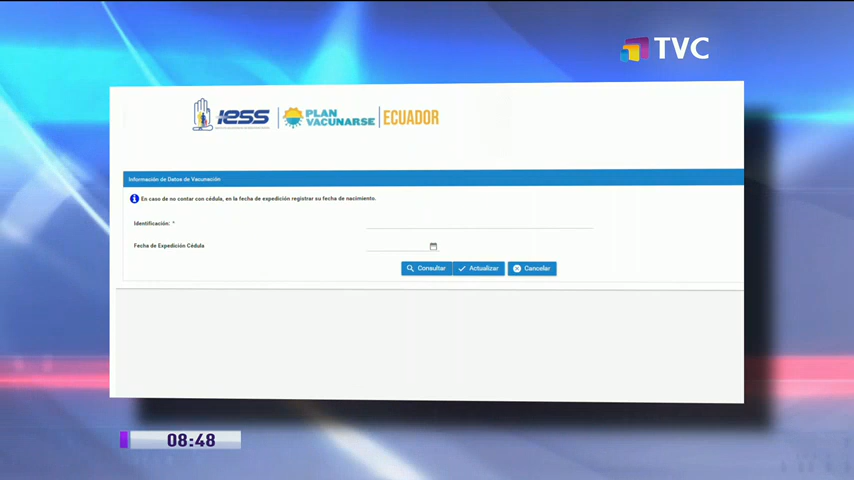 TVC
IESS
PLAN VACUNARSE
ECUADOR
Información de Datos de Vacunación
En caso de no contar con cédula, en la fecha de expedición registrar su fecha de nacimiento.
Identificación: *
Fecha de Expedición Cédula
Consultar
Actualizar
Cancelar
08:48